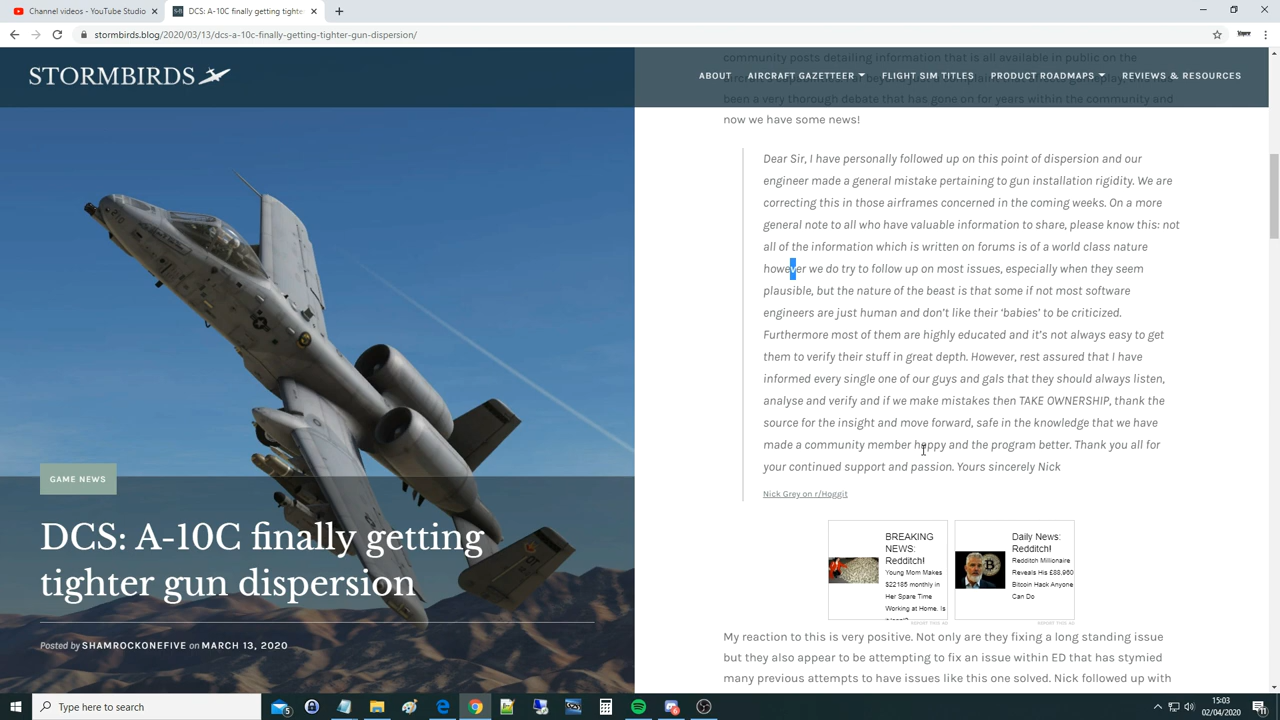 Channel videos - YouTube Studio
DCS: A-10C finally getting tighter
stormbirds.blog/2020/03/13/dcs-a-10c-finally-getting-tighter-gun-dispersion/
STORMBIRDS
ABOUT AIRCRAFT GAZETTEER FLIGHT SIM TITLES PRODUCT ROADMAPS REVIEWS & RESOURCES
community posts detailing information that is all available in public on the
been a very thorough debate that has gone on for years within the community and
now we have some news!
Dear Sir, I have personally followed up on this point of dispersion and our
engineer made a general mistake pertaining to gun installation rigidity. We are
correcting this in those airframes concerned in the coming weeks. On a more
general note to all who have valuable information to share, please know this: not
all of the information which is written on forums is of a world class nature
however we do try to follow up on most issues, especially when they seem
plausible, but the nature of the beast is that some if not most software
engineers are just human and don't like their ‘babies’ to be criticized.
Furthermore most of them are highly educated and it's not always easy to get
them to verify their stuff in great depth. However, rest assured that I have
informed every single one of our guys and gals that they should always listen,
analyse and verify and if we make mistakes then TAKE OWNERSHIP, thank the
source for the insight and move forward, safe in the knowledge that we have
made a community member happy and the program better. Thank you all for
your continued support and passion. Yours sincerely Nick
Nick Grey on r/Hoggit
BREAKING
NEWS:
Redditch!
Young Mom Makes
$22185 monthly in
Her Spare Time
Working at Home. Is
REPORT THIS AD
Daily News:
Redditch!
Redditch Millionaire
Reveals His £88,960
Bitcoin Hack Anyone
Can Do
REPORT THIS AD
My reaction to this is very positive. Not only are they fixing a long standing issue
but they also appear to be attempting to fix an issue within ED that has stymied
many previous attempts to have issues like this one solved. Nick followed up with
GAME NEWS
DCS: A-10C finally getting
tighter gun dispersion
Posted by SHAMROCKONEFIVE on MARCH 13, 2020
Type here to search
5
6
15:03
02/04/2020